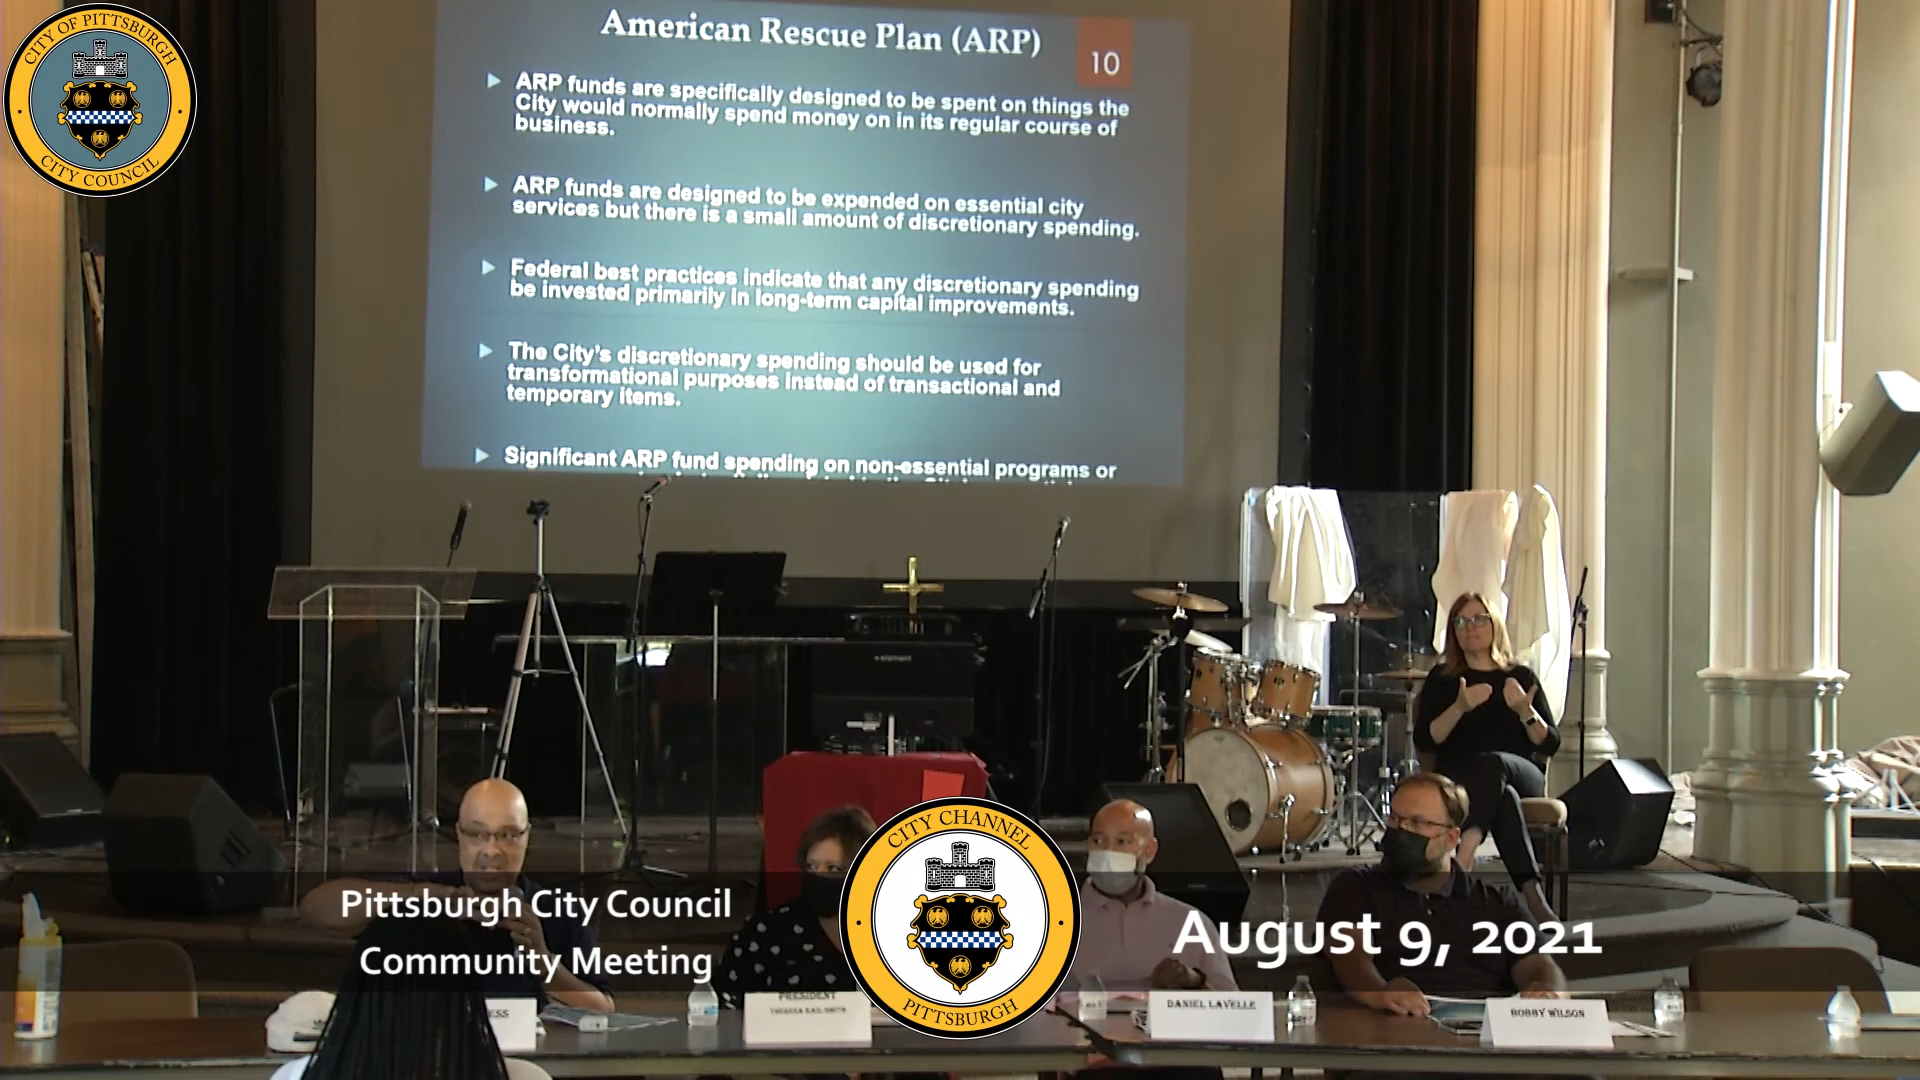 CITY OF PITTSBURGH
CITY COUNCIL
American Rescue Plan (ARP)
10
ARP funds are specifically designed to be spent on things the
City would normally spend money on in its regular course of
business.
ARP funds are designed to be expended on essential city
services but there is a small amount of discretionary spending.
Federal best practices indicate that any discretionary spending
be invested primarily in long-term capital improvements.
The City's discretionary spending should be used for
transformational purposes instead of transactional and
temporary items.
Significant ARP fund spending on non-essential programs or
Pittsburgh City Council
Community Meeting
CITY CHANNEL
PITTSBURGH
August 9, 2021
ESS
PRESIDENT
THERESA KAIL-SMITH
DANIEL LAVELLE
BOBBY WILSON